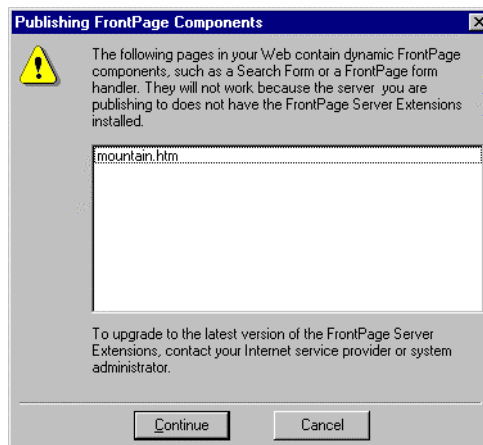 Publishing FrontPage Components
The following pages in your Web contain dynamic FrontPage
components, such as a Search Form or a FrontPage form
handler. They will not work because the server you are
publishing to does not have the FrontPage Server Extensions
installed.
mountain.htm
To upgrade to the latest version of the FrontPage Server
Extensions, contact your Internet service provider or system
administrator.
Continue Cancel